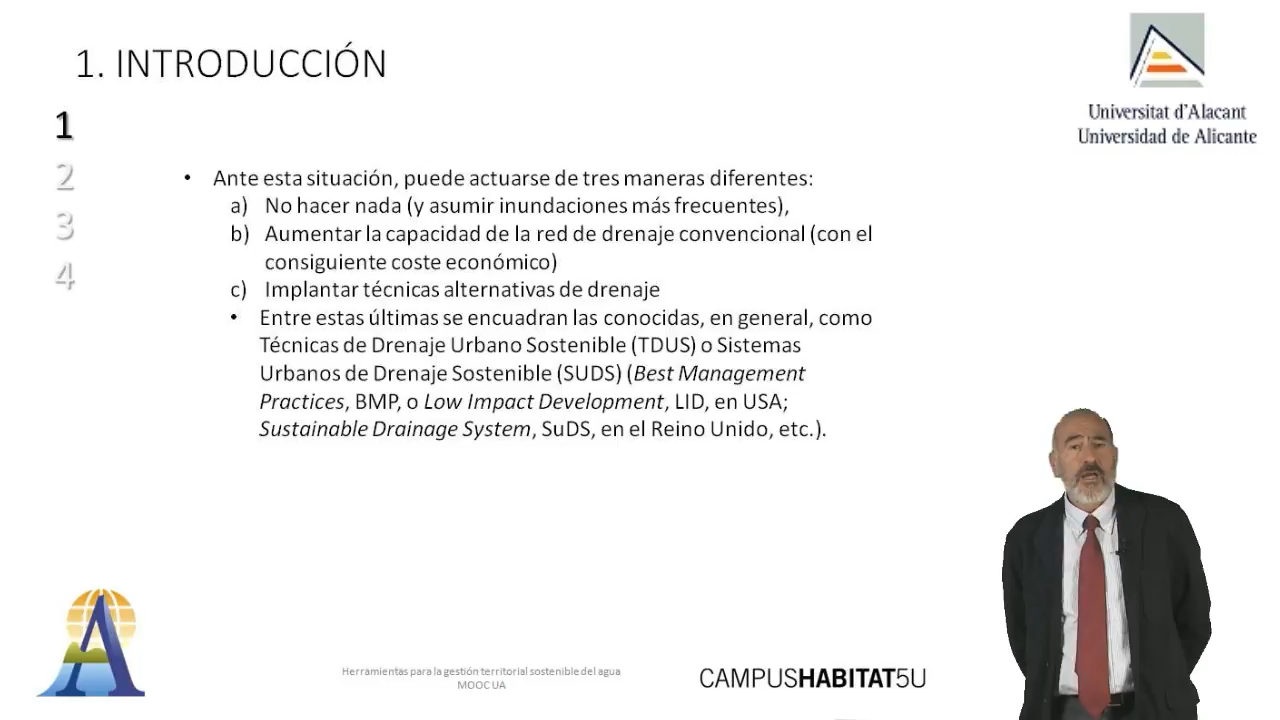 1. INTRODUCCIÓN
Universitat d'Alacant
Universidad de Alicante
1
2
3
4
• Ante esta situación, puede actuarse de tres maneras diferentes:
a) No hacer nada (y asumir inundaciones más frecuentes),
b) Aumentar la capacidad de la red de drenaje convencional (con el
consiguiente coste económico)
c) Implantar técnicas alternativas de drenaje
• Entre estas últimas se encuadran las conocidas, en general, como
Técnicas de Drenaje Urbano Sostenible (TDUS) o Sistemas
Urbanos de Drenaje Sostenible (SUDS) (Best Management
Practices, BMP, o Low Impact Development, LID, en USA;
Sustainable Drainage System, SuDS, en el Reino Unido, etc.).
Herramientas para la gestión territorial sostenible del agua
MOOC UA
CAMPUSHABITAT5U